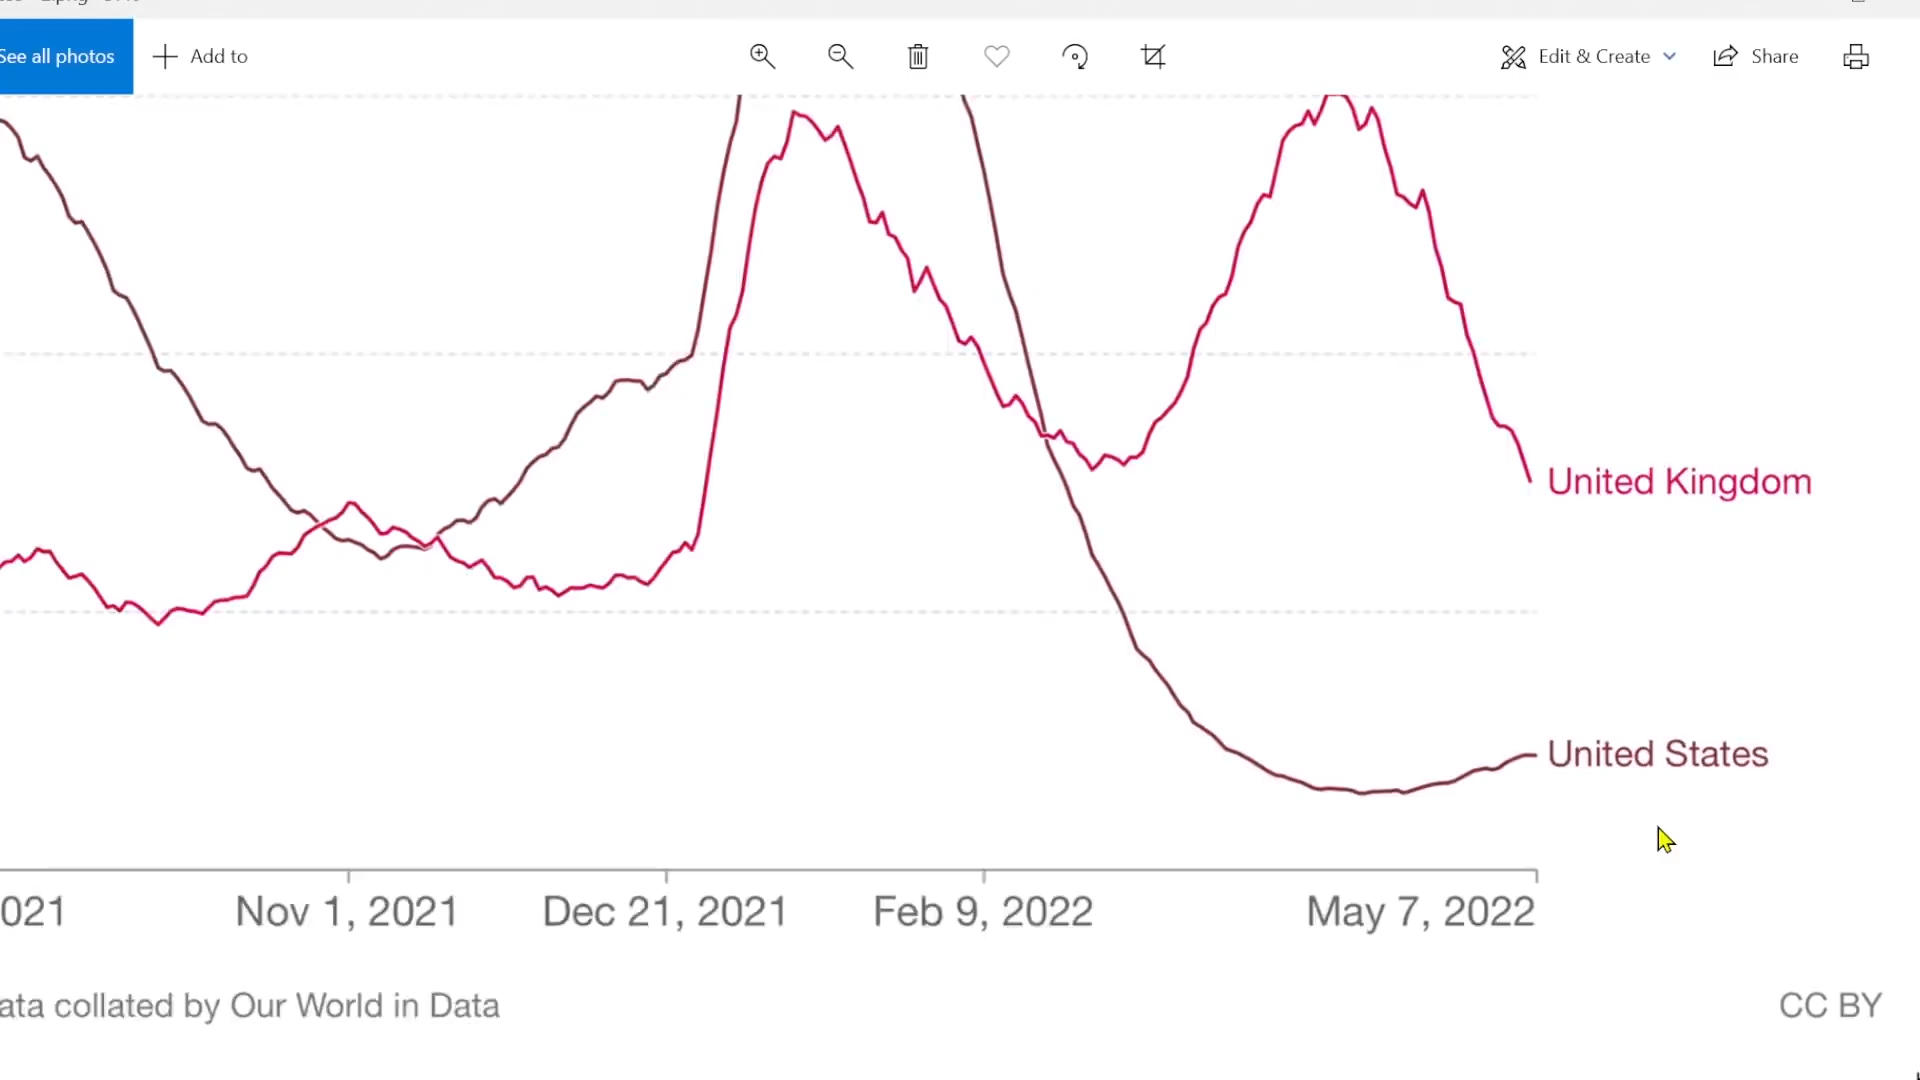 See all photos
Add to
Edit & Create
Share
United Kingdom
United States
021
Nov 1, 2021
Dec 21, 2021
Feb 9, 2022
May 7, 2022
ata collated by Our World in Data
CC BY